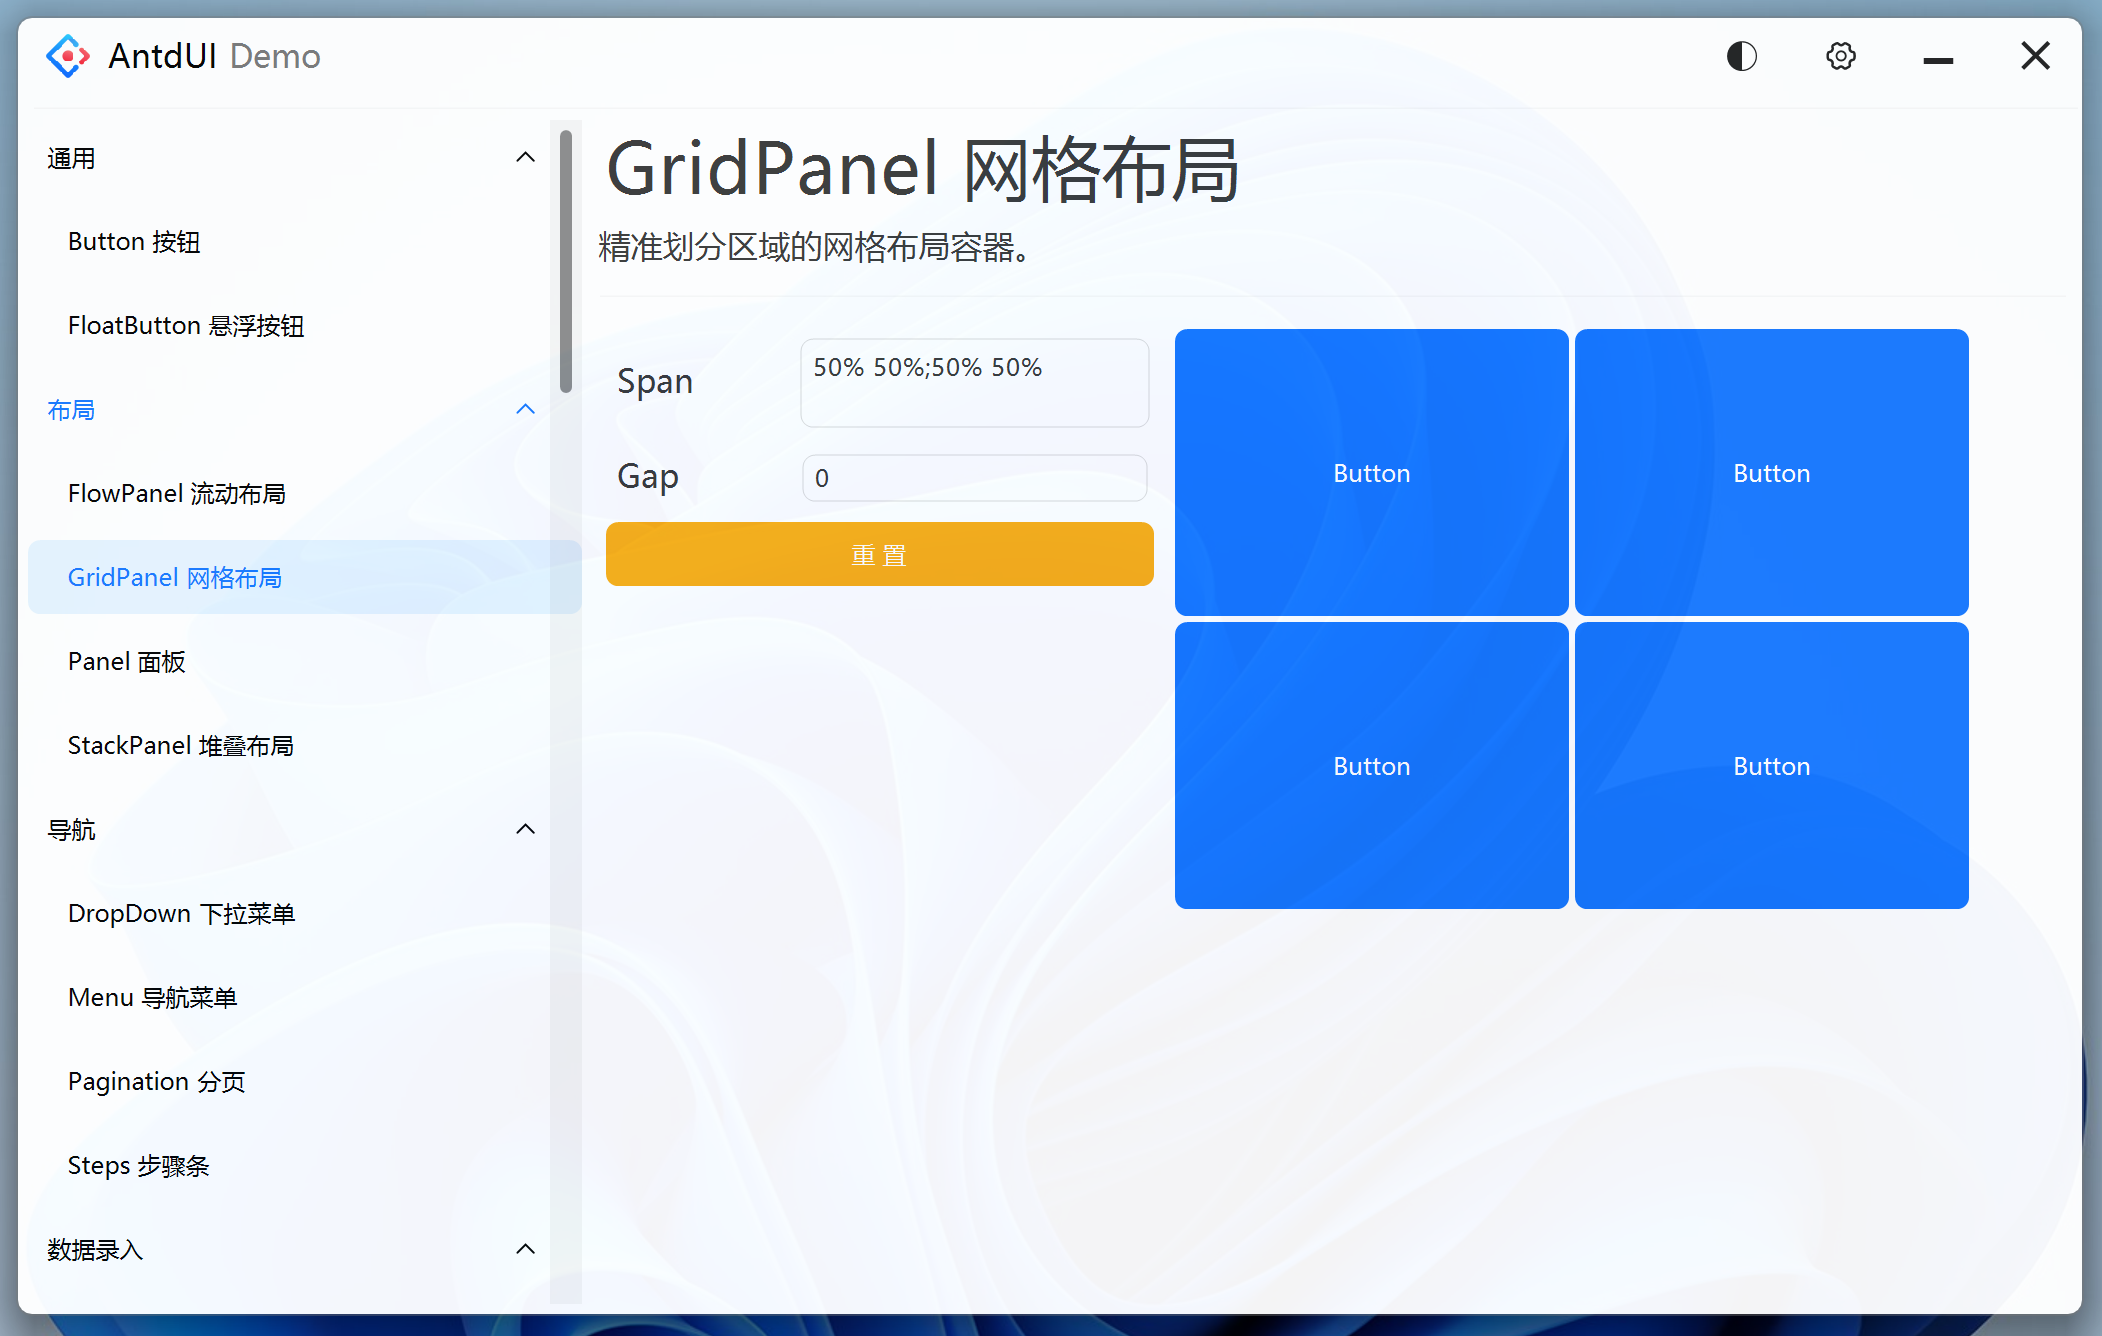 AntdUI Demo
通用
Button 按钮
FloatButton 悬浮按钮
布局
FlowPanel 流动布局
GridPanel 网格布局
Panel 面板
StackPanel 堆叠布局
导航
DropDown 下拉菜单
Menu 导航菜单
Pagination 分页
Steps 步骤条
数据录入
GridPanel 网格布局
精准划分区域的网格布局容器。
Span
50% 50%;50% 50%
Gap
0
重置
Button
Button
Button
Button